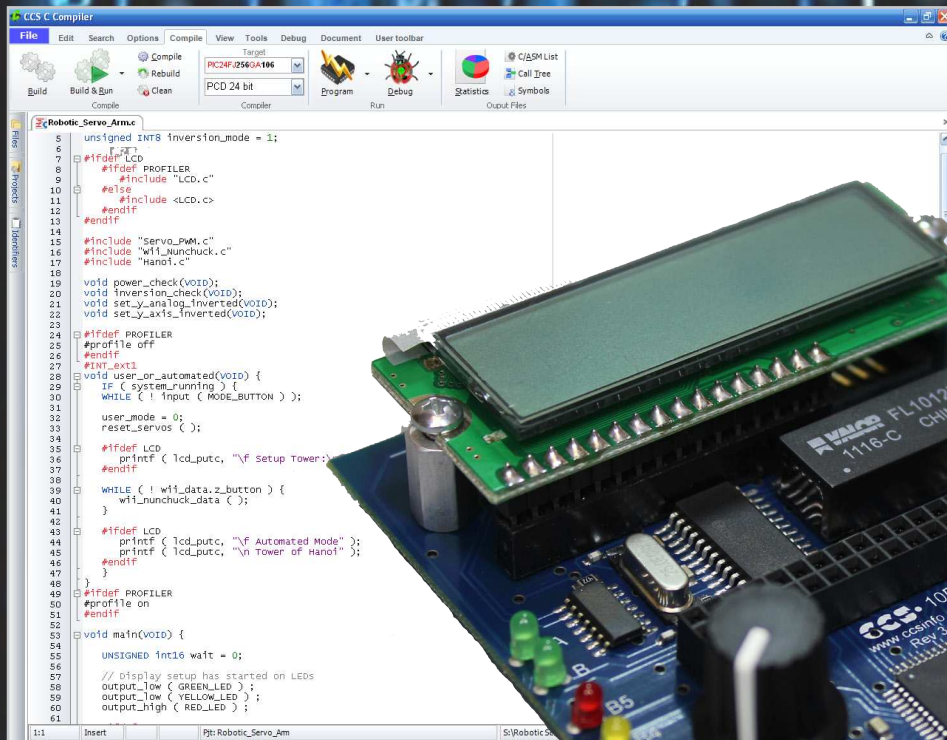 CCS C Compiler
File Edit Search Options Compile View Tools Debug Document User toolbar
Build
Build & Run
Compile
Rebuild
Clean
Compile
Target
PIC24FJ256GA106
PCD 24 bit
Compiler
Program
Debug
Run
Statistics
C/ASM List
Call Tree
Symbols
Ouput Files
Files
Projects
Identifiers
Robotic_Servo_Arm.c
5 unsigned INT8 inversion_mode = 1;
6
7 #ifdef LCD
8 #ifdef PROFILER
9 #include "LCD.c"
10 #else
11 #include <LCD.c>
12 #endif
13 #endif
14
15 #include "Servo_PWM.c"
16 #include "Wii_Nunchuck.c"
17 #include "Hanoi.c"
18
19 void power_check(VOID);
20 void inversion_check(VOID);
21 void set_y_analog_inverted(VOID);
22 void set_y_axis_inverted(VOID);
23
24 #ifdef PROFILER
25 #profile off
26 #endif
27 #INT_ext1
28 void user_or_automated(VOID) {
29 IF ( system_running ) {
30 WHILE ( ! input ( MODE_BUTTON ) );
31
32 user_mode = 0;
33 reset_servos ( );
34
35 #ifdef LCD
36 printf ( lcd_putc, "\f Setup Tower:\
37 #endif
38
39 WHILE ( ! wii_data.z_button ) {
40 wii_nunchuck_data ( );
41 }
42
43 #ifdef LCD
44 printf ( lcd_putc, "\f Automated Mode" );
45 printf ( lcd_putc, "\n Tower of Hanoi" );
46 #endif
47 }
48 }
49 #ifdef PROFILER
50 #profile on
51 #endif
52
53 void main(VOID) {
54
55 UNSIGNED int16 wait = 0;
56
57 // Display setup has started on LEDs
58 output_low ( GREEN_LED ) ;
59 output_low ( YELLOW_LED ) ;
60 output_high ( RED_LED ) ;
61
1:1 Insert Pjt: Robotic_Servo_Arm S:\Robotic
FL1012
1116-C CH
CCS
www.ccsinfo
Rev 3
A
B
B5